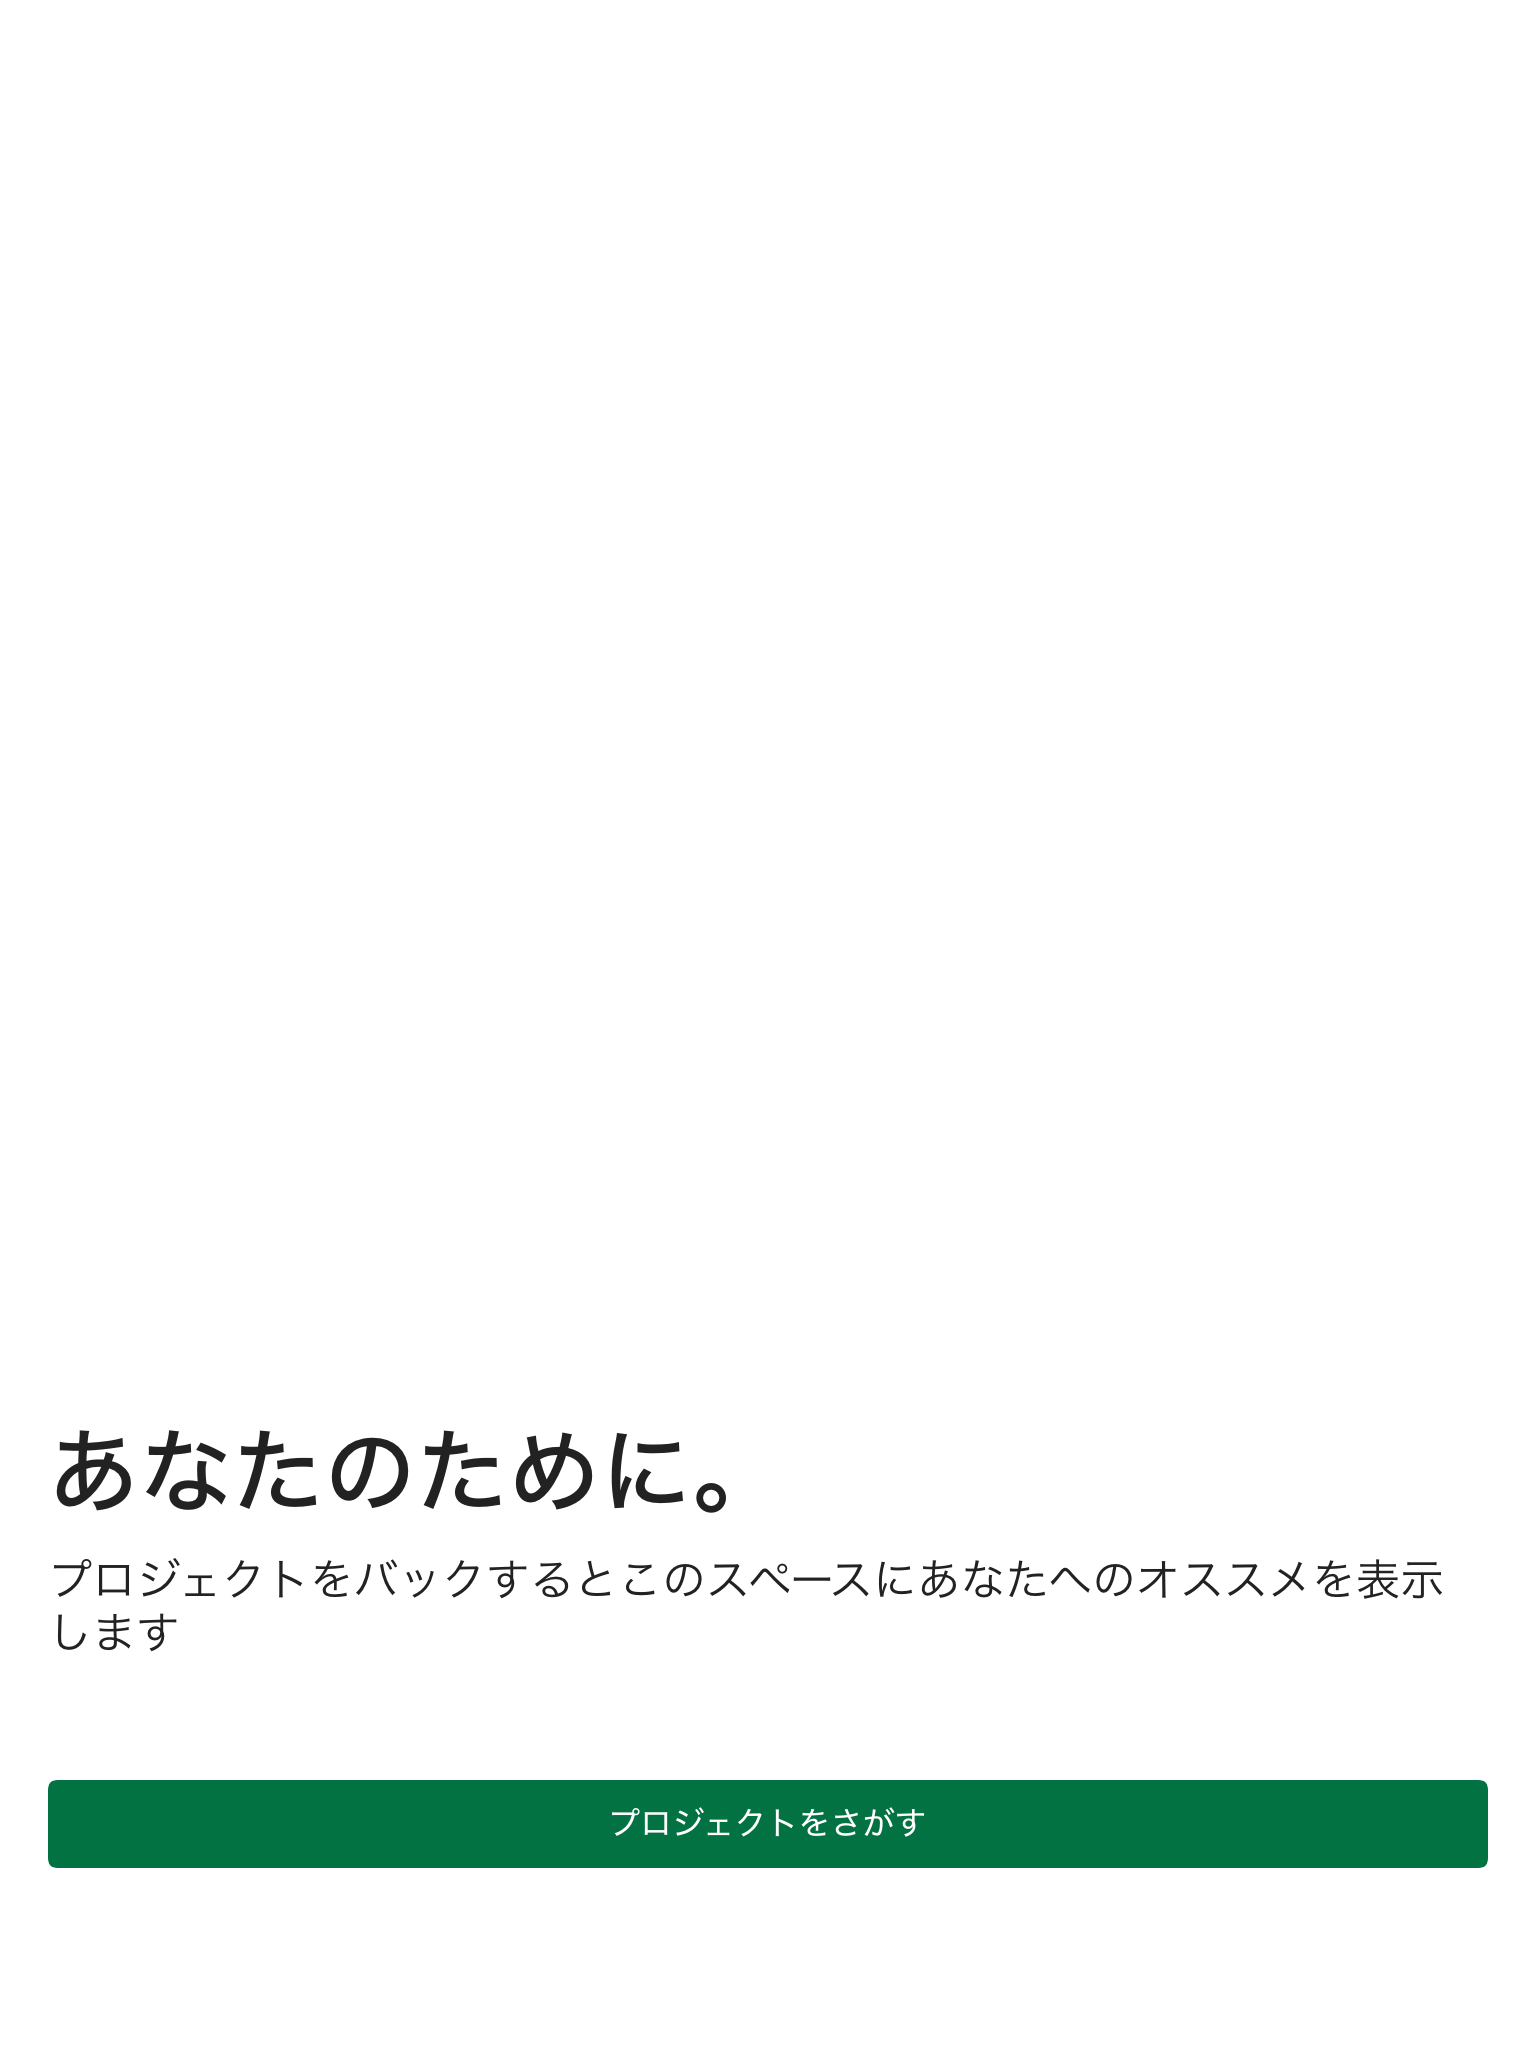 あなたのために。
プロジェクトをバックするとこのスペースにあなたへのオススメを表示
します
プロジェクトをさがす